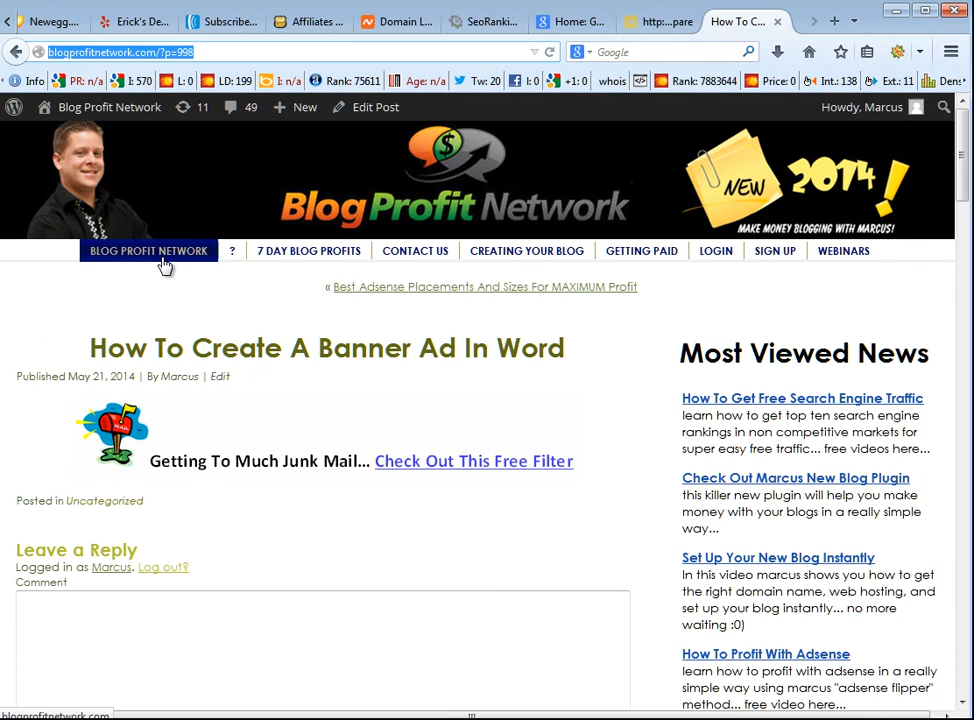 Newegg....
Erick's De...
Subscribe...
Affiliates ...
Domain L...
SeoRankin...
Home: G...
http:...pare
How To C...
blogprofitnetwork.com/?p=998
Google
Info
PR: n/a
I: 570
L: 0
LD: 199
I: n/a
Rank: 75611
Age: n/a
Tw: 20
I: 0
+1: 0
whois
Rank: 7883644
Price: 0
Int.: 138
Ext.: 11
Dens
Blog Profit Network
11
49
New
Edit Post
Howdy, Marcus
Blog Profit Network
NEW 2014!
MAKE MONEY BLOGGING WITH MARCUS!
BLOG PROFIT NETWORK
?
7 DAY BLOG PROFITS
CONTACT US
CREATING YOUR BLOG
GETTING PAID
LOGIN
SIGN UP
WEBINARS
« Best Adsense Placements And Sizes For MAXIMUM Profit
How To Create A Banner Ad In Word
Published May 21, 2014 | By Marcus | Edit
MAIL
Getting To Much Junk Mail... Check Out This Free Filter
Posted in Uncategorized
Leave a Reply
Logged in as Marcus. Log out?
Comment
Most Viewed News
How To Get Free Search Engine Traffic
learn how to get top ten search engine
rankings in non competitive markets for
super easy free traffic... free videos here...
Check Out Marcus New Blog Plugin
this killer new plugin will help you make
money with your blogs in a really simple
way...
Set Up Your New Blog Instantly
In this video marcus shows you how to get
the right domain name, web hosting, and
set up your blog instantly... no more
waiting :0)
How To Profit With Adsense
learn how to profit with adsense in a really
simple way using marcus "adsense flipper"
method... free video here...
blogprofitnetwork.com